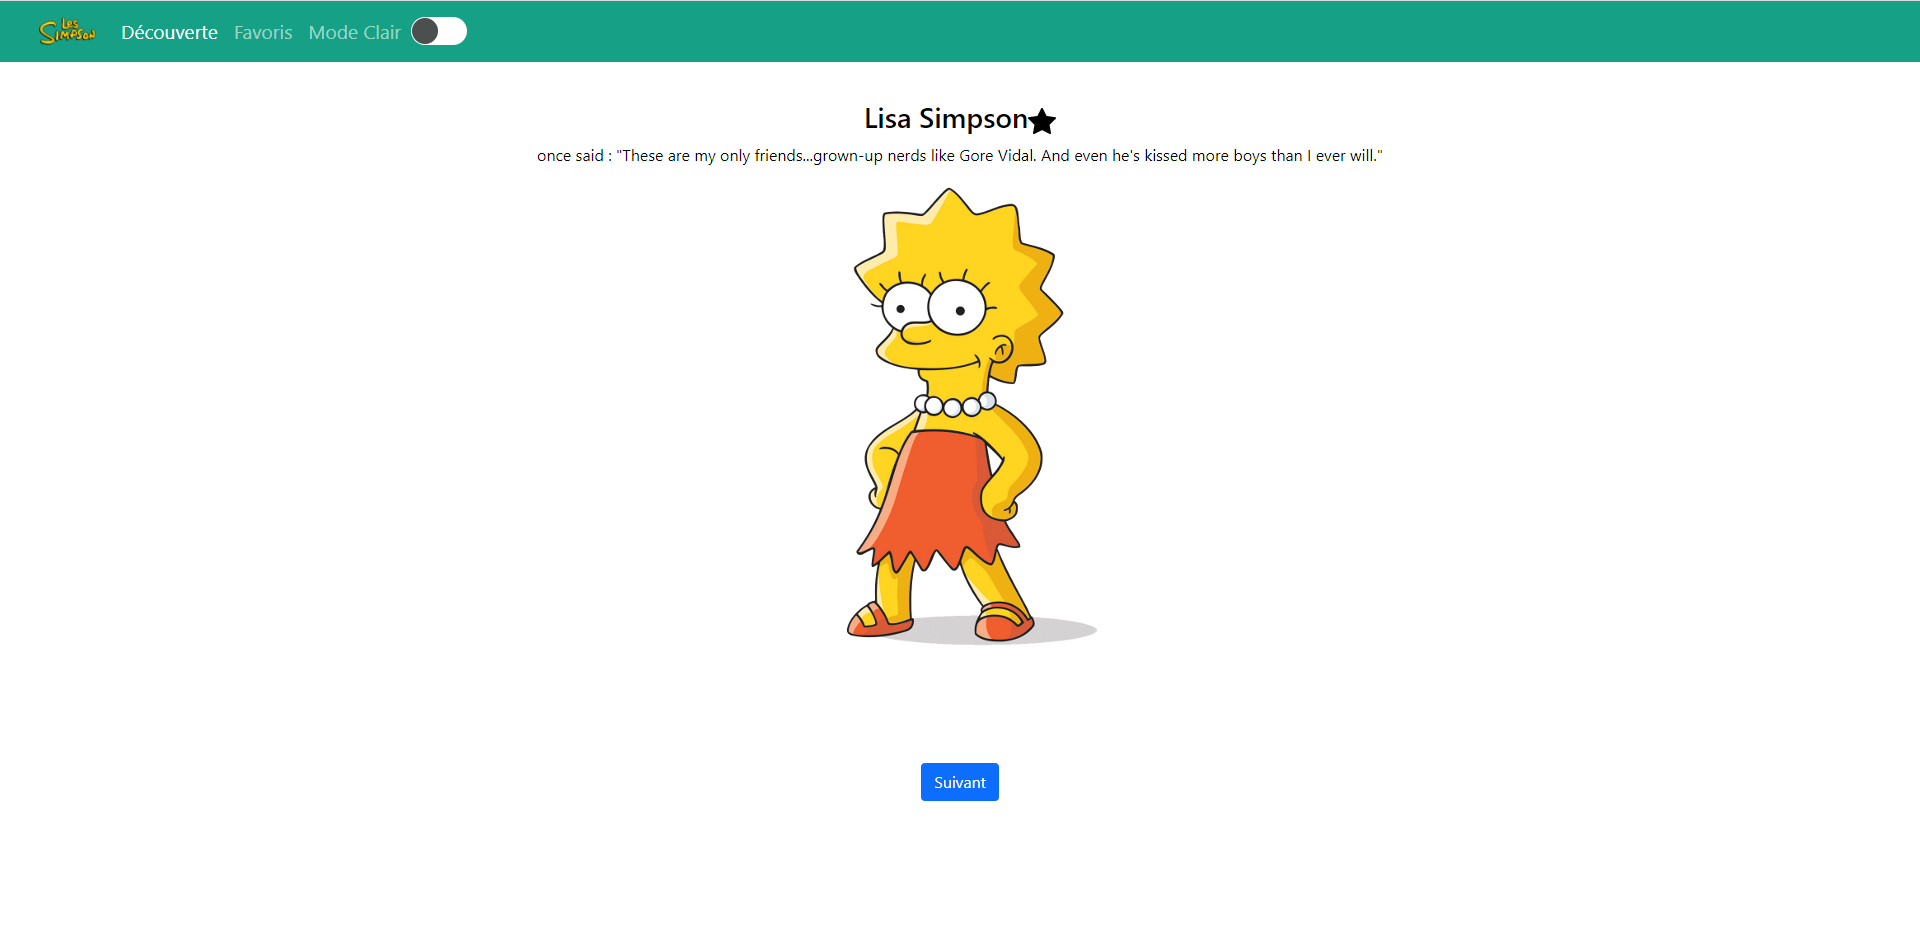 Les
SIMPSON
Découverte Favoris Mode Clair
Lisa Simpson
once said : "These are my only friends...grown-up nerds like Gore Vidal. And even he's kissed more boys than I ever will."
Suivant